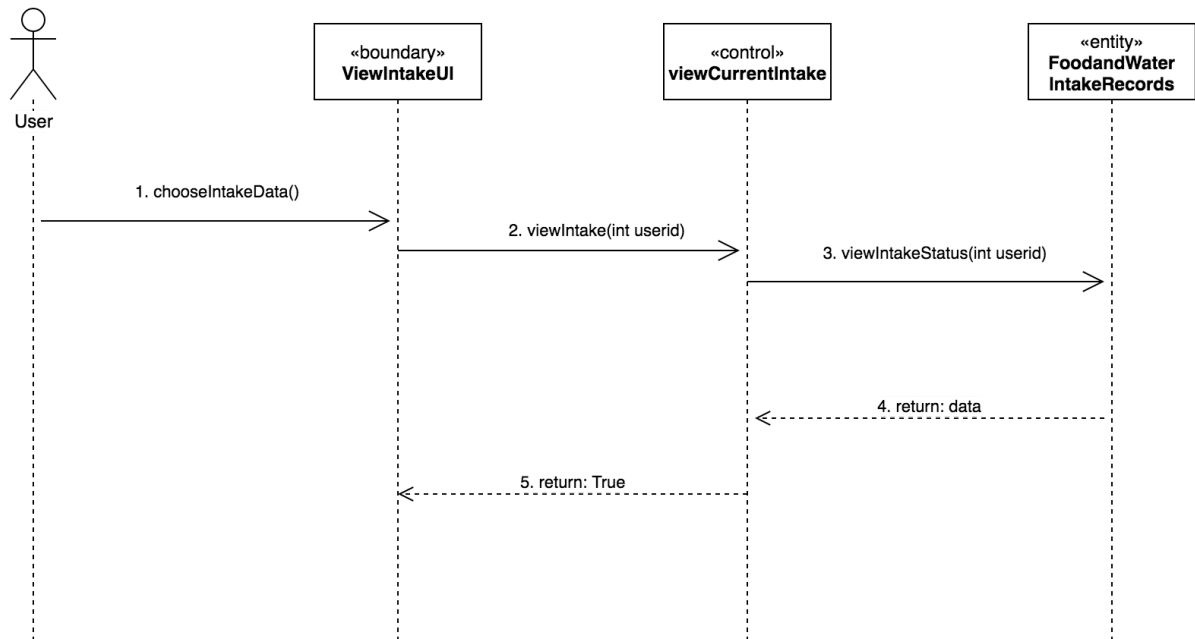 «boundary»
ViewIntakeUI
«control»
viewCurrentIntake
«entity»
FoodandWater
IntakeRecords
User
1. chooseIntakeData()
2. viewIntake(int userid)
3. viewIntakeStatus(int userid)
4. return: data
5. return: True